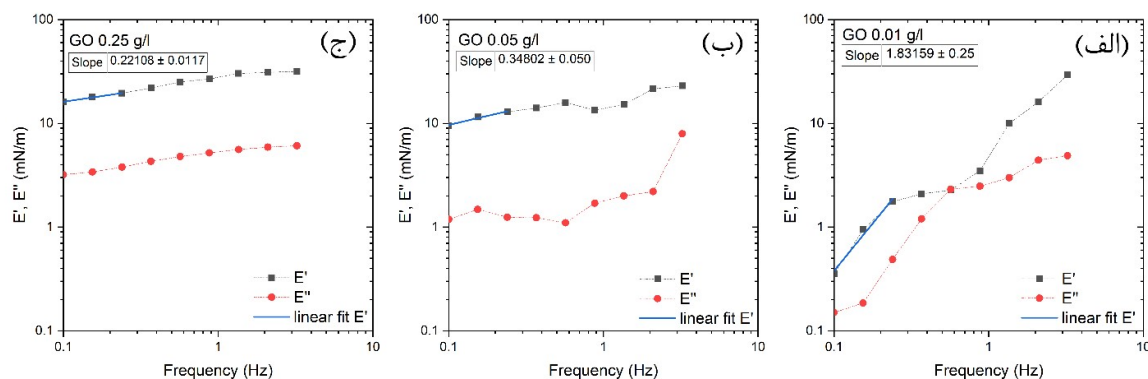 GO 0.25 g/l
(ج)
Slope 0.22108 ± 0.0117
100
10
1
0.1
E', E'' (mN/m)
E'
E''
linear fit E'
0.1
1
10
Frequency (Hz)
GO 0.05 g/l
(ب)
Slope 0.34802 ± 0.050
100
10
1
0.1
E', E'' (mN/m)
E'
E''
linear fit E'
0.1
1
10
Frequency (Hz)
GO 0.01 g/l
(الف)
Slope 1.83159 ± 0.25
100
10
1
0.1
E', E'' (mN/m)
E'
E''
linear fit E'
0.1
1
10
Frequency (Hz)